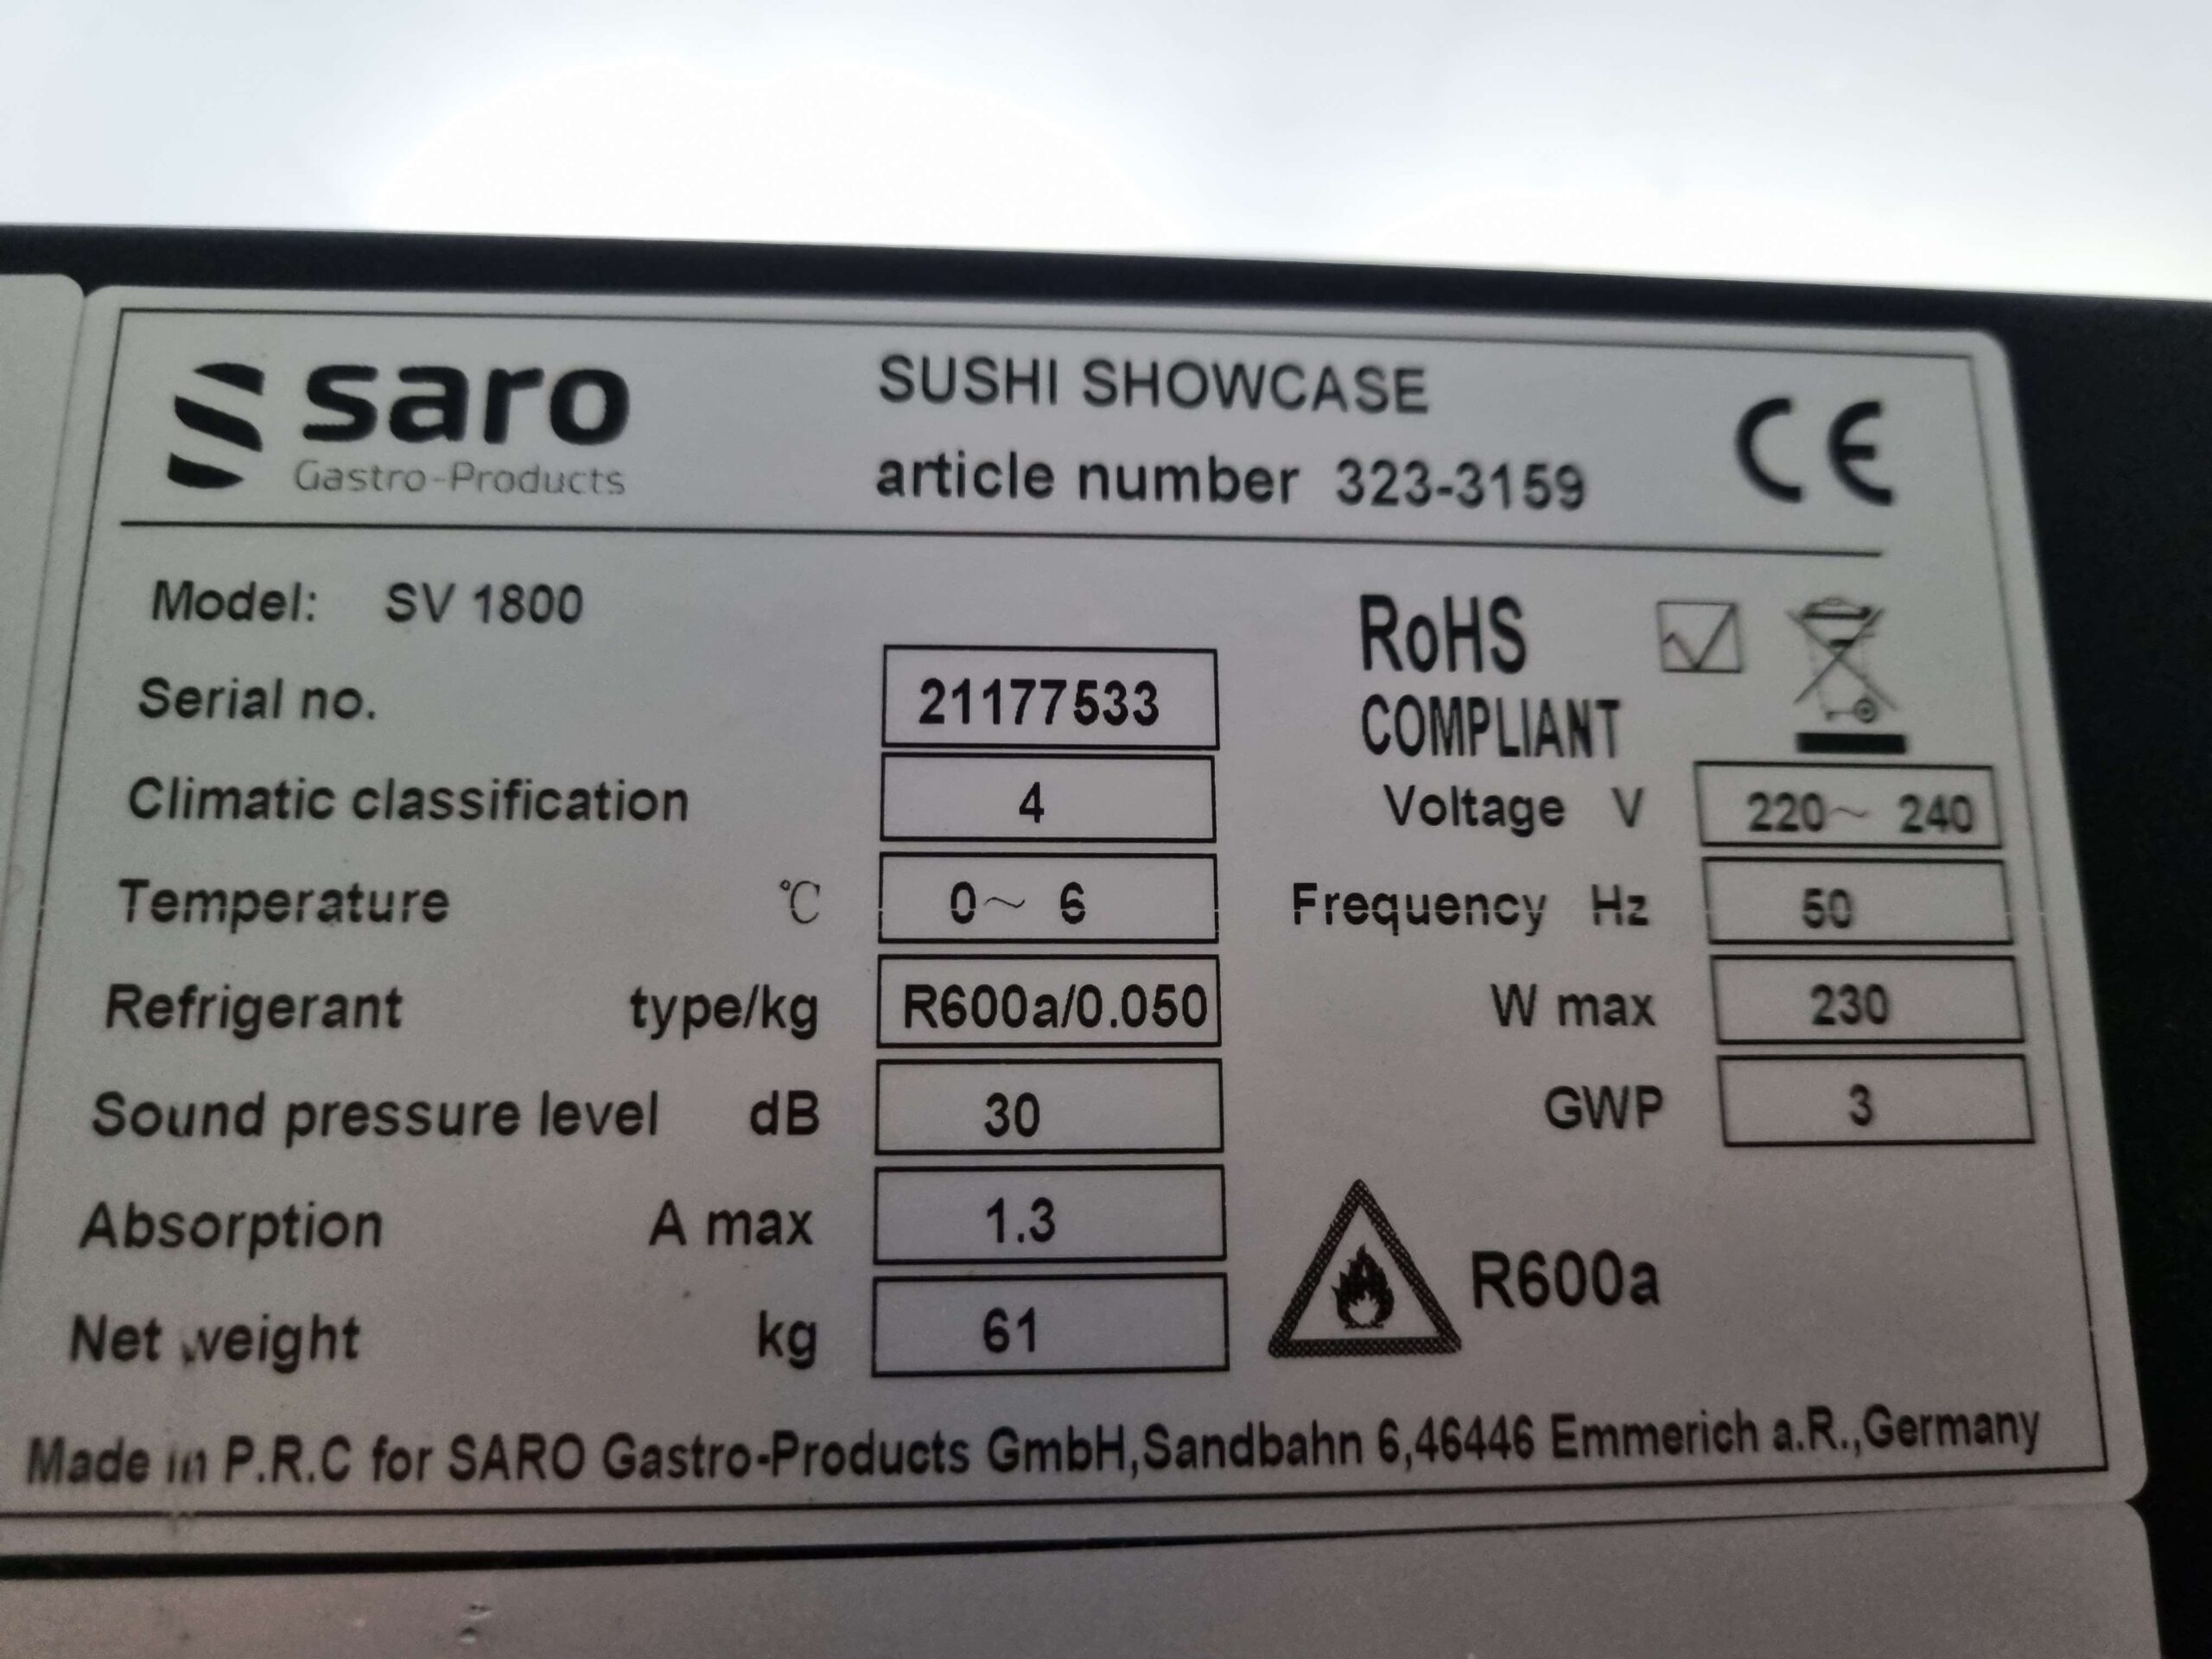 saro
Gastro-Products
SUSHI SHOWCASE
article number 323-3159
CE
Model: SV 1800
Serial no. 21177533
Climatic classification 4
Temperature °C 0~ 6
Refrigerant type/kg R600a/0.050
Sound pressure level dB 30
Absorption A max 1.3
Net weight kg 61
RoHS
COMPLIANT
Voltage V 220~ 240
Frequency Hz 50
W max 230
GWP 3
R600a
Made in P.R.C for SARO Gastro-Products GmbH,Sandbahn 6,46446 Emmerich a.R.,Germany